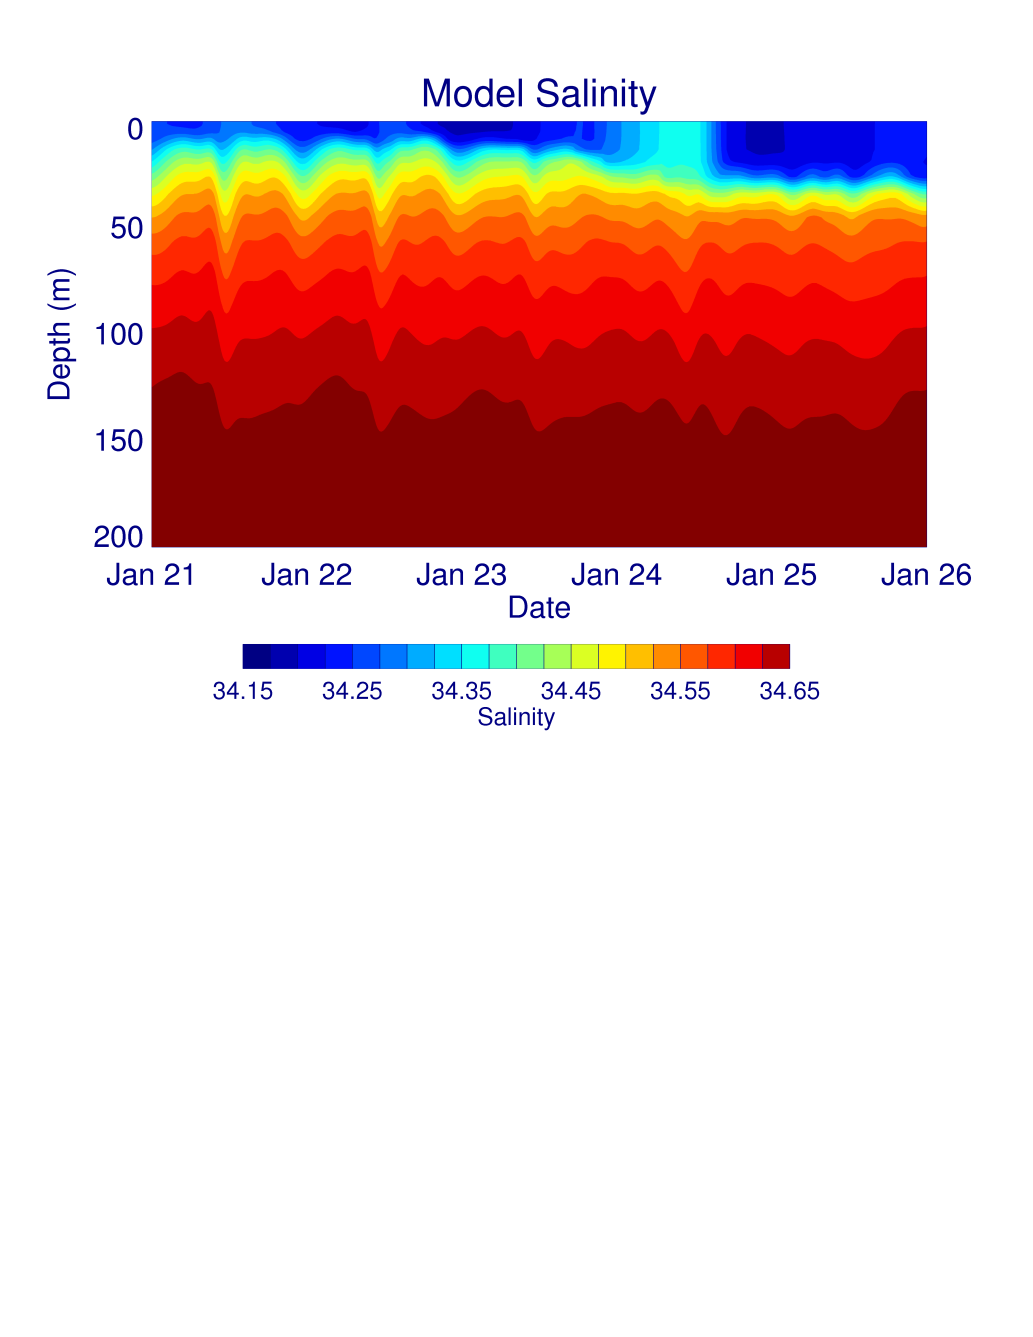 Model Salinity
0
50
100
150
200
Depth (m)
Jan 21 Jan 22 Jan 23 Jan 24 Jan 25 Jan 26
Date
34.15 34.25 34.35 34.45 34.55 34.65
Salinity